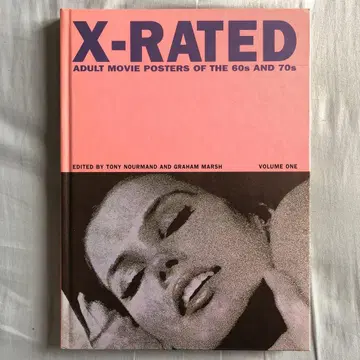 X-RATED
ADULT MOVIE POSTERS OF THE 60s AND 70s
EDITED BY TONY NOURMAND AND GRAHAM MARSH VOLUME ONE